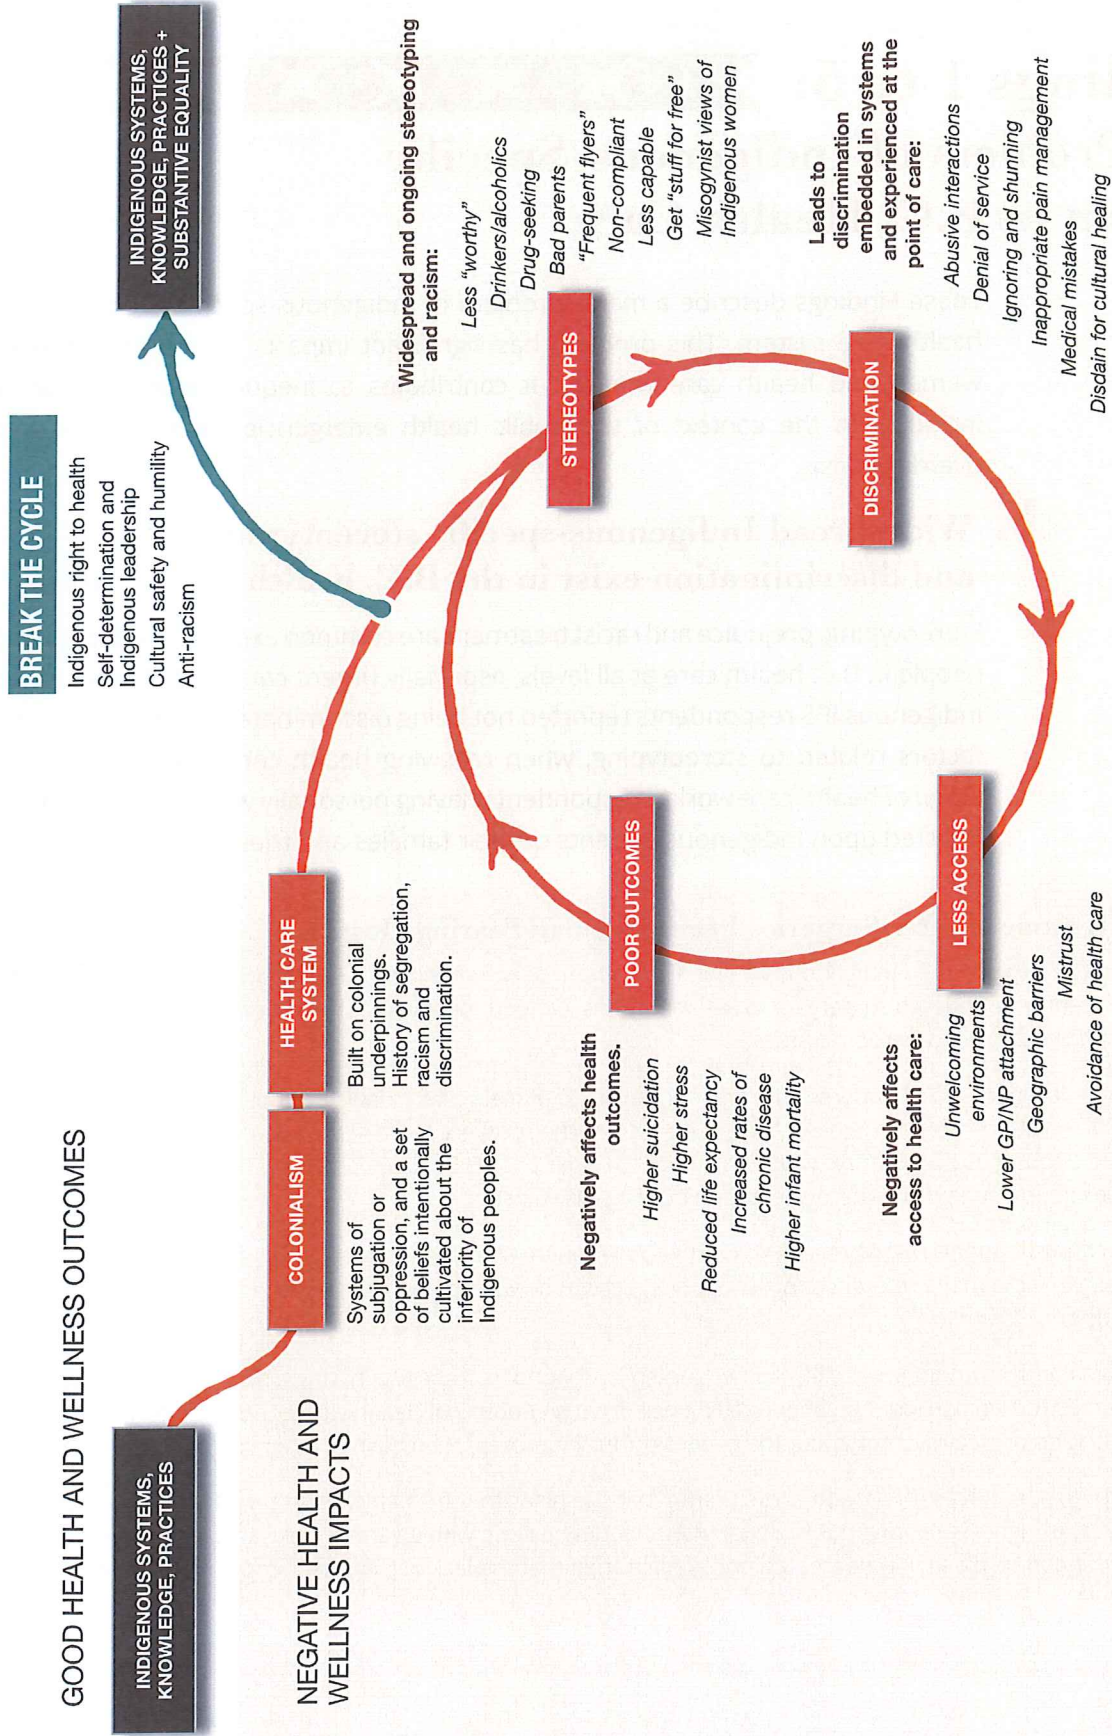 GOOD HEALTH AND WELLNESS OUTCOMES
INDIGENOUS SYSTEMS,
KNOWLEDGE, PRACTICES
NEGATIVE HEALTH AND
WELLNESS IMPACTS
COLONIALISM
Systems of
subjugation or
oppression, and a set
of beliefs intentionally
cultivated about the
inferiority of
Indigenous peoples.
HEALTH CARE
SYSTEM
Built on colonial
underpinnings.
History of segregation,
racism and
discrimination.
BREAK THE CYCLE
Indigenous right to health
Self-determination and
Indigenous leadership
Cultural safety and humility
Anti-racism
INDIGENOUS SYSTEMS,
KNOWLEDGE, PRACTICES +
SUBSTANTIVE EQUALITY
STEREOTYPES
Widespread and ongoing stereotyping
and racism:
Less “worthy”
Drinkers/alcoholics
Drug-seeking
Bad parents
“Frequent flyers”
Non-compliant
Less capable
Get “stuff for free”
Misogynist views of
Indigenous women
DISCRIMINATION
Leads to
discrimination
embedded in systems
and experienced at the
point of care:
Abusive interactions
Denial of service
Ignoring and shunning
Inappropriate pain management
Medical mistakes
Disdain for cultural healing
LESS ACCESS
Negatively affects
access to health care:
Unwelcoming
environments
Lower GP/NP attachment
Geographic barriers
Mistrust
Avoidance of health care
POOR OUTCOMES
Negatively affects health
outcomes.
Higher suicidation
Higher stress
Reduced life expectancy
Increased rates of
chronic disease
Higher infant mortality